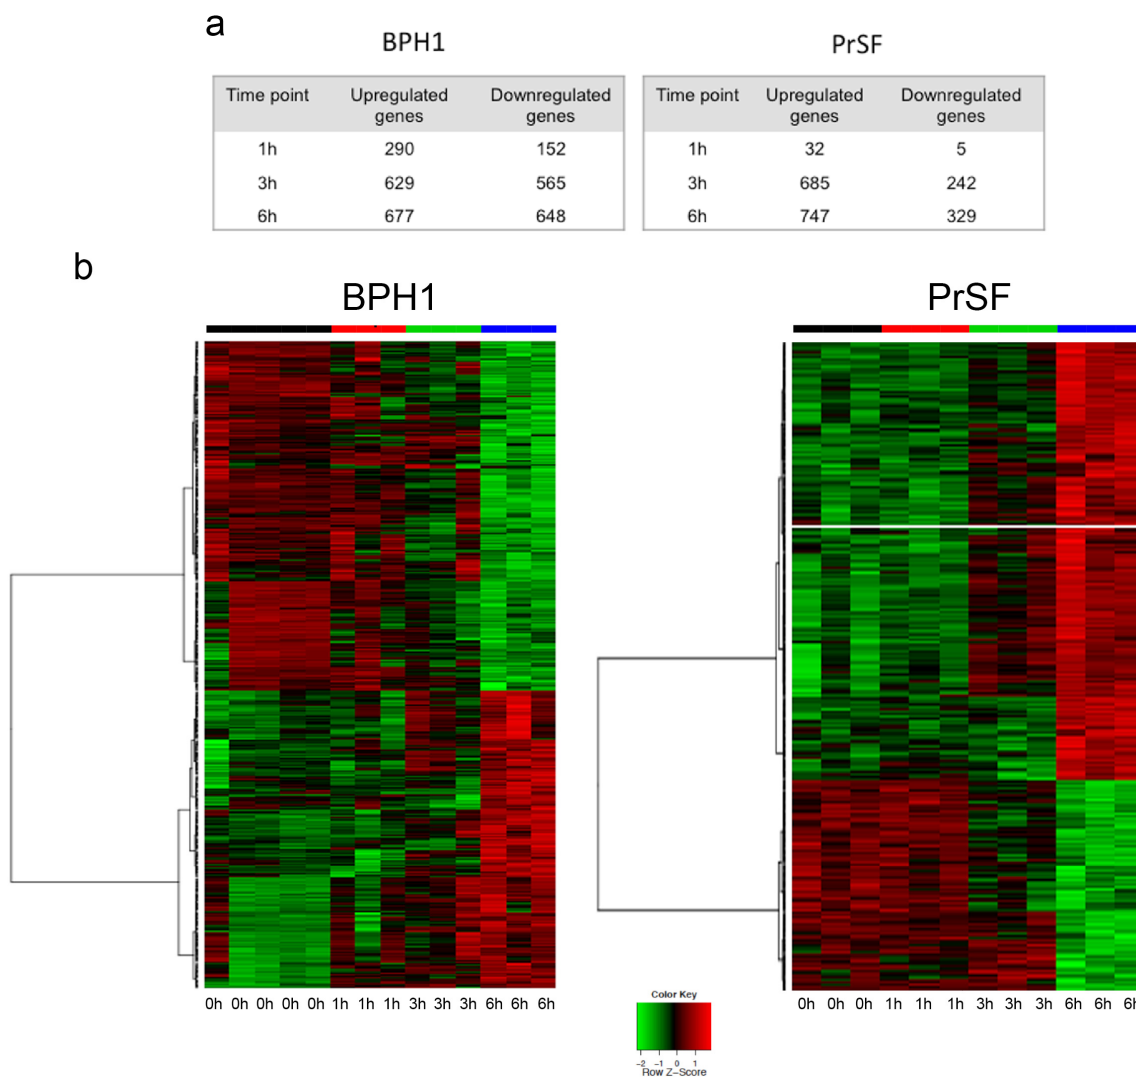 a
BPH1
PrSF
Time point Upregulated genes Downregulated genes
1h 290 152
3h 629 565
6h 677 648
Time point Upregulated genes Downregulated genes
1h 32 5
3h 685 242
6h 747 329
b
BPH1
PrSF
0h 0h 0h 0h 0h 1h 1h 1h 3h 3h 3h 6h 6h 6h
0h 0h 0h 1h 1h 1h 3h 3h 3h 6h 6h 6h
Color Key
-2 -1 0 1
Row Z-Score